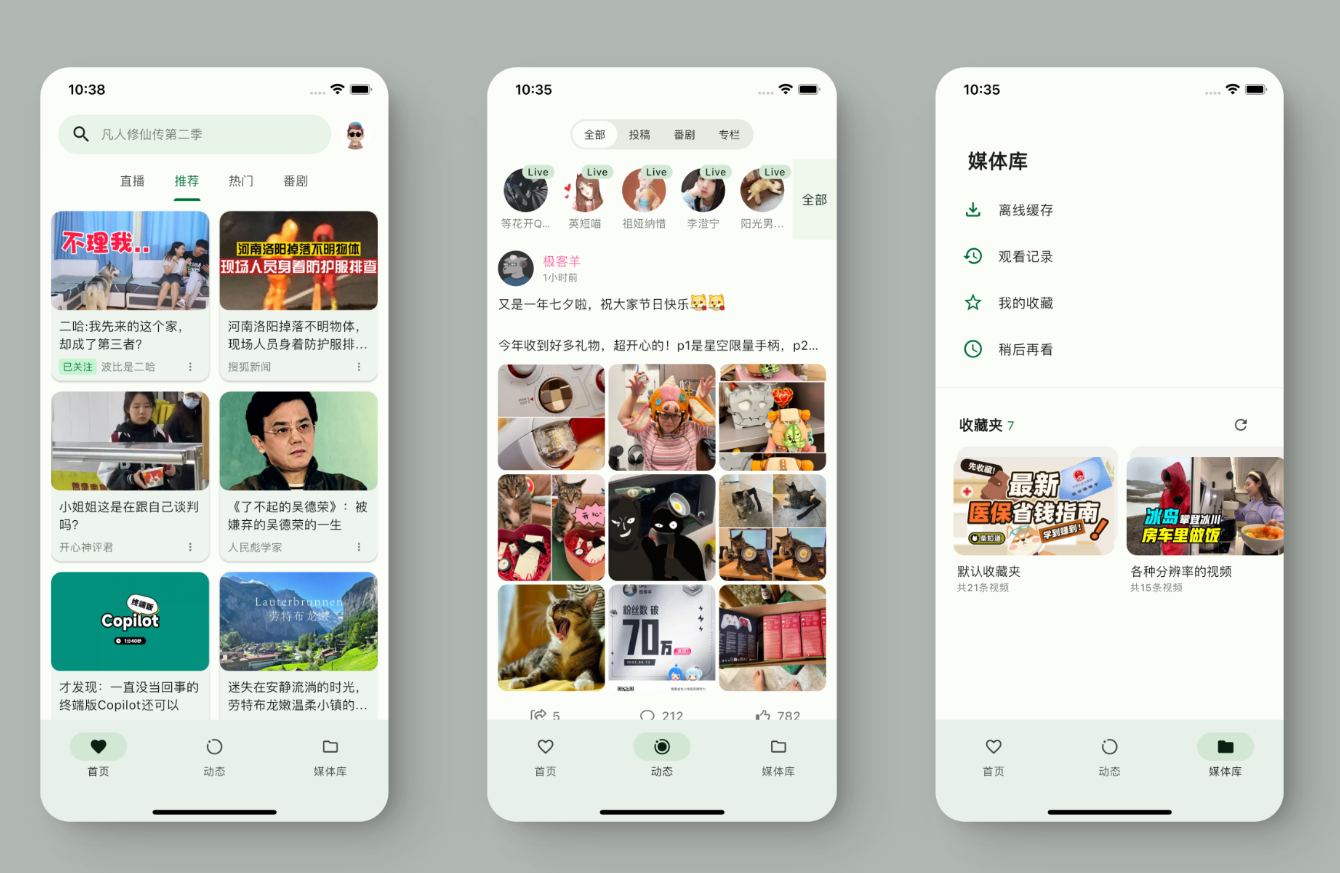 10:38
凡人修仙传第二季
直播
推荐
热门
番剧
不理我..
河南洛阳掉落不明物体
现场人员身着防护服排查
二哈:我先来的这个家,
却成了第三者?
已关注 波比是二哈
河南洛阳掉落不明物体,
现场人员身着防护服排...
搜狐新闻
小姐姐这是在跟自己谈判
吗?
开心神评君
《了不起的吴德荣》：被
嫌弃的吴德荣的一生
人民彪学家
终端版
Copilot
Lauterbrunnen
劳特布龙嫩
才发现：一直没当回事的
终端版Copilot还可以
迷失在安静流淌的时光,
劳特布龙嫩温柔小镇的...
首页
动态
媒体库
10:35
全部
投稿
番剧
专栏
Live
Live
Live
Live
Live
等花开Q...
英短喵
祖娅纳惜
李澄宁
阳光男...
全部
极客羊
1小时前
又是一年七夕啦，祝大家节日快乐
今年收到好多礼物，超开心的！p1是星空限量手柄，p2...
开心
粉丝数 破
70万
5
212
782
首页
动态
媒体库
10:35
媒体库
离线缓存
观看记录
我的收藏
稍后再看
收藏夹 7
先收藏!
最新
医保省钱指南
柴知道
学到赚到!
冰岛攀登冰川
房车里做饭
默认收藏夹
共21条视频
各种分辨率的视频
共15条视频
首页
动态
媒体库